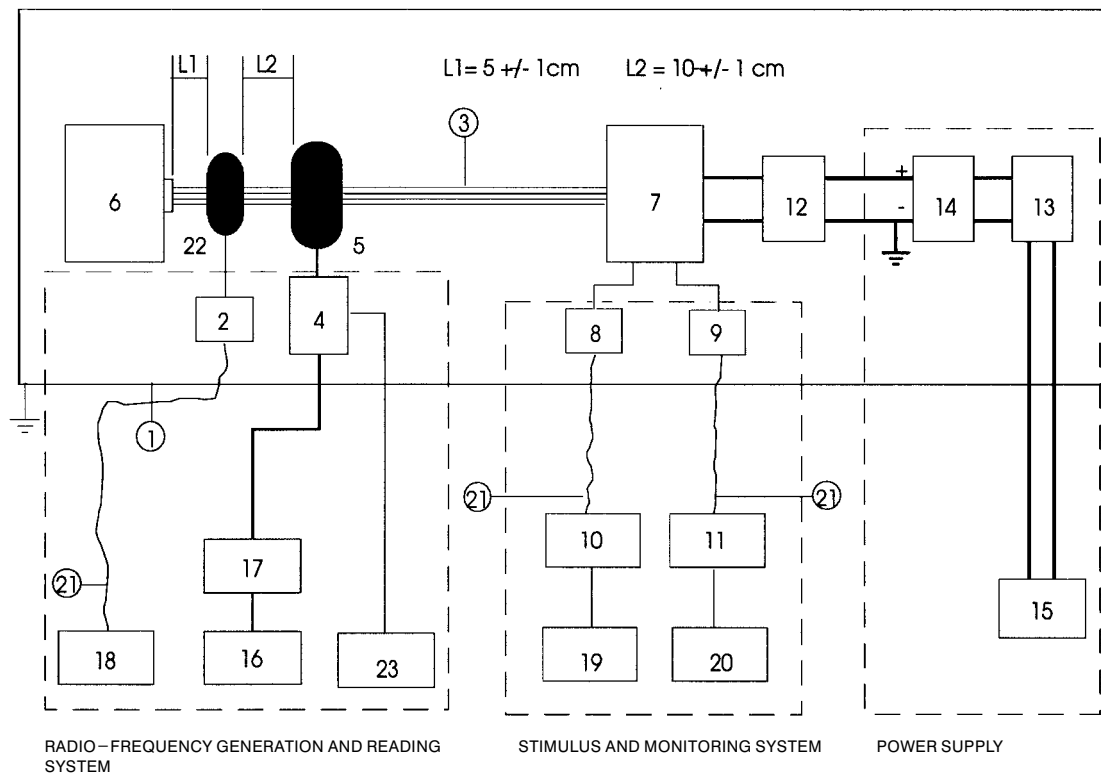 L1 L2 L1= 5 +/- 1cm L2 = 10+/- 1 cm
3
6 7 12 + - 14 13
22 5
2 4 8 9
1
21 21
10 11
17
21
15
18 16 23 19 20
RADIO-FREQUENCY GENERATION AND READING
SYSTEM
STIMULUS AND MONITORING SYSTEM
POWER SUPPLY